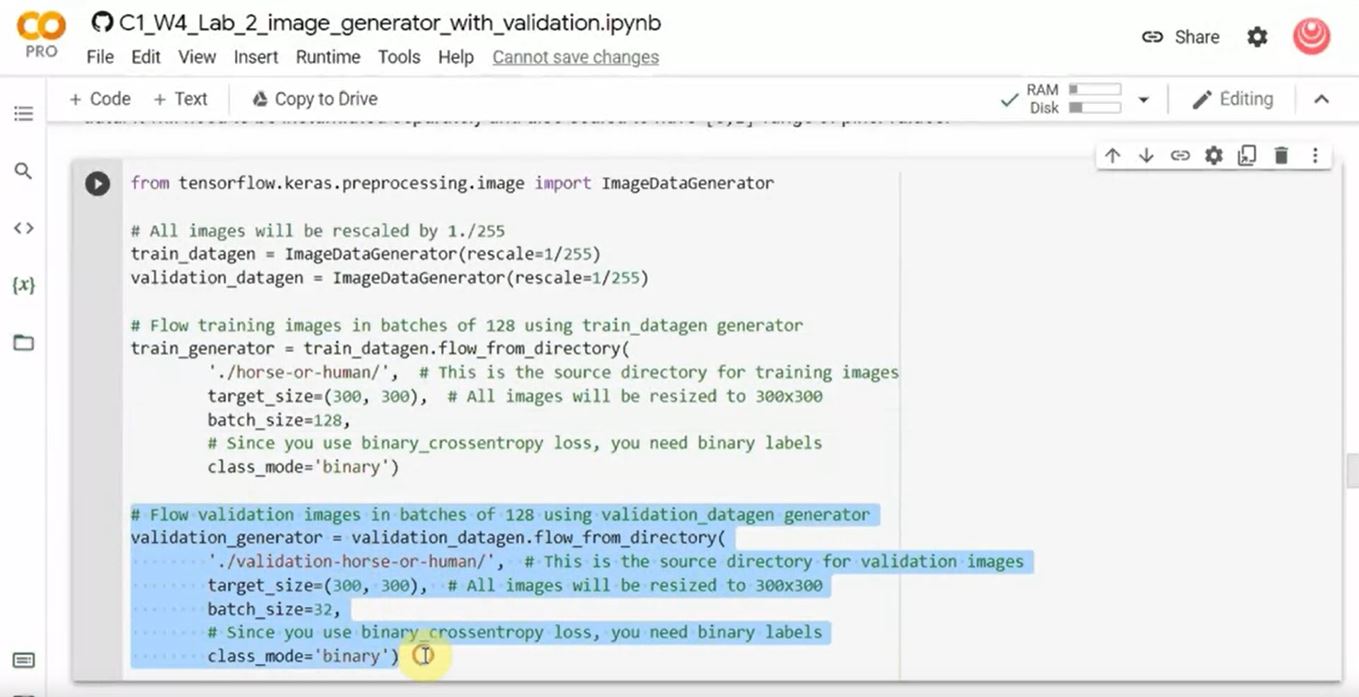 C1_W4_Lab_2_image_generator_with_validation.ipynb
PRO
File Edit View Insert Runtime Tools Help Cannot save changes
Share
+ Code + Text Copy to Drive
RAM
Disk
Editing
{x}
from tensorflow.keras.preprocessing.image import ImageDataGenerator
# All images will be rescaled by 1./255
train_datagen = ImageDataGenerator(rescale=1/255)
validation_datagen = ImageDataGenerator(rescale=1/255)
# Flow training images in batches of 128 using train_datagen generator
train_generator = train_datagen.flow_from_directory(
'./horse-or-human/', # This is the source directory for training images
target_size=(300, 300), # All images will be resized to 300x300
batch_size=128,
# Since you use binary_crossentropy loss, you need binary labels
class_mode='binary')
# Flow validation images in batches of 128 using validation_datagen generator
validation_generator = validation_datagen.flow_from_directory(
'./validation-horse-or-human/', # This is the source directory for validation images
target_size=(300, 300), # All images will be resized to 300x300
batch_size=32,
# Since you use binary_crossentropy loss, you need binary labels
class_mode='binary')